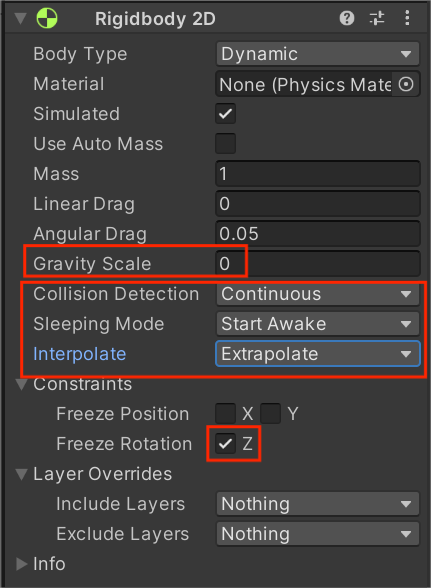 Rigidbody 2D
Body Type Dynamic
Material None (Physics Mate
Simulated
Use Auto Mass
Mass 1
Linear Drag 0
Angular Drag 0.05
Gravity Scale 0
Collision Detection Continuous
Sleeping Mode Start Awake
Interpolate Extrapolate
Constraints
Freeze Position X Y
Freeze Rotation Z
Layer Overrides
Include Layers Nothing
Exclude Layers Nothing
Info